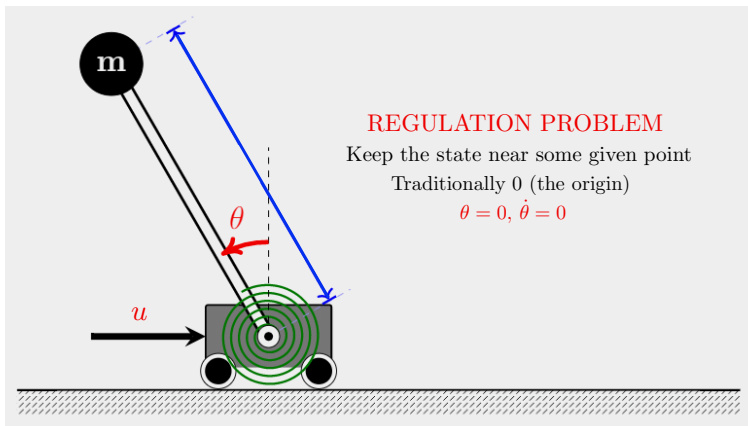 m
REGULATION PROBLEM
Keep the state near some given point
Traditionally 0 (the origin)
θ = 0, θ̇ = 0
θ
u